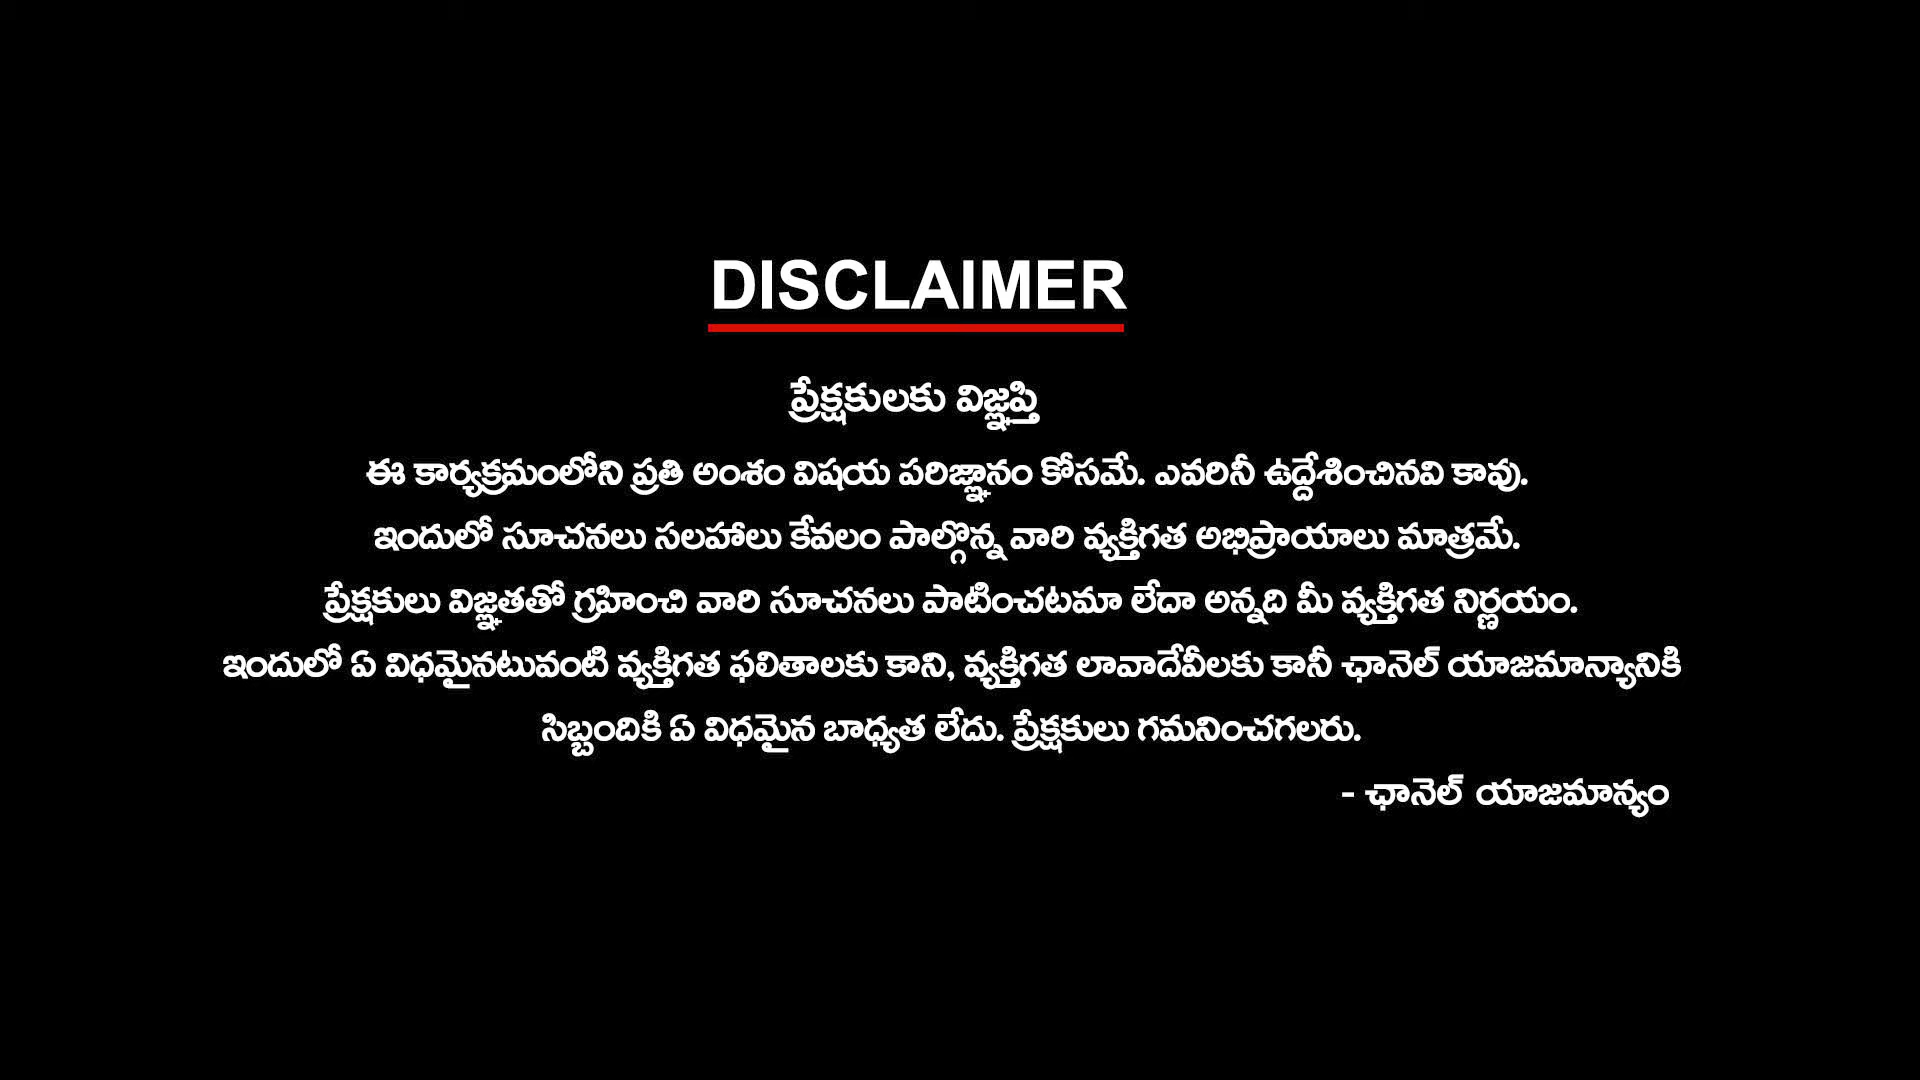 DISCLAIMER
ప్రేక్షకులకు విజ్ఞప్తి
ఈ కార్యక్రమంలోని ప్రతి అంశం విషయ పరిజ్ఞానం కోసమే. ఎవరినీ ఉద్దేశించినవి కావు.
ఇందులో సూచనలు సలహాలు కేవలం పాల్గొన్న వారి వ్యక్తిగత అభిప్రాయాలు మాత్రమే.
ప్రేక్షకులు విజ్ఞతతో గ్రహించి వారి సూచనలు పాటించటమా లేదా అన్నది మీ వ్యక్తిగత నిర్ణయం.
ఇందులో ఏ విధమైనటువంటి వ్యక్తిగత ఫలితాలకు కాని, వ్యక్తిగత లావాదేవీలకు కానీ ఛానెల్ యాజమాన్యానికి
సిబ్బందికి ఏ విధమైన బాధ్యత లేదు. ప్రేక్షకులు గమనించగలరు.
- ఛానెల్ యాజమాన్యం